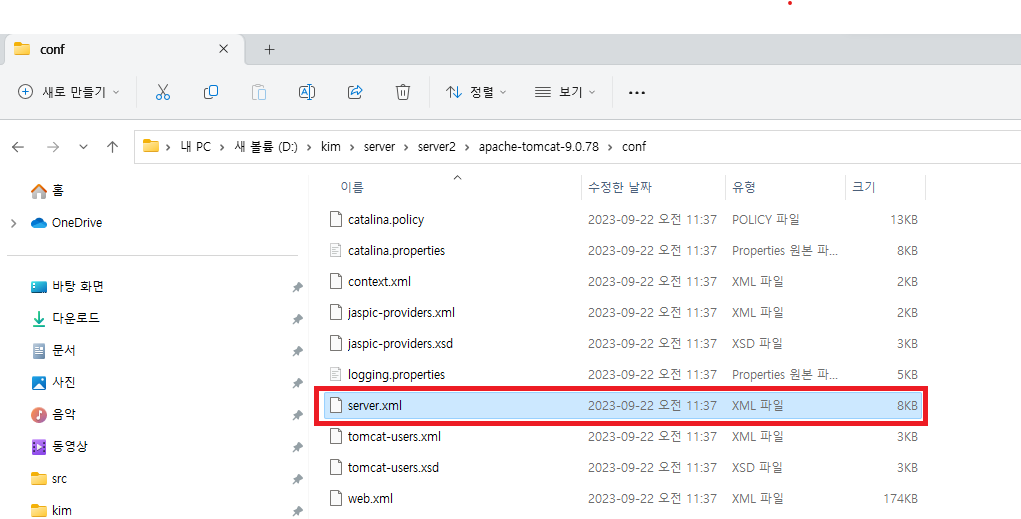 conf
새로 만들기
정렬
보기
내 PC > 새 볼륨 (D:) > kim > server > server2 > apache-tomcat-9.0.78 > conf
홈
OneDrive
바탕 화면
다운로드
문서
사진
음악
동영상
src
kim
이름 수정한 날짜 유형 크기
catalina.policy 2023-09-22 오전 11:37 POLICY 파일 13KB
catalina.properties 2023-09-22 오전 11:37 Properties 원본 파... 8KB
context.xml 2023-09-22 오전 11:37 XML 파일 2KB
jaspic-providers.xml 2023-09-22 오전 11:37 XML 파일 2KB
jaspic-providers.xsd 2023-09-22 오전 11:37 XSD 파일 3KB
logging.properties 2023-09-22 오전 11:37 Properties 원본 파... 5KB
server.xml 2023-09-22 오전 11:37 XML 파일 8KB
tomcat-users.xml 2023-09-22 오전 11:37 XML 파일 3KB
tomcat-users.xsd 2023-09-22 오전 11:37 XSD 파일 3KB
web.xml 2023-09-22 오전 11:37 XML 파일 174KB